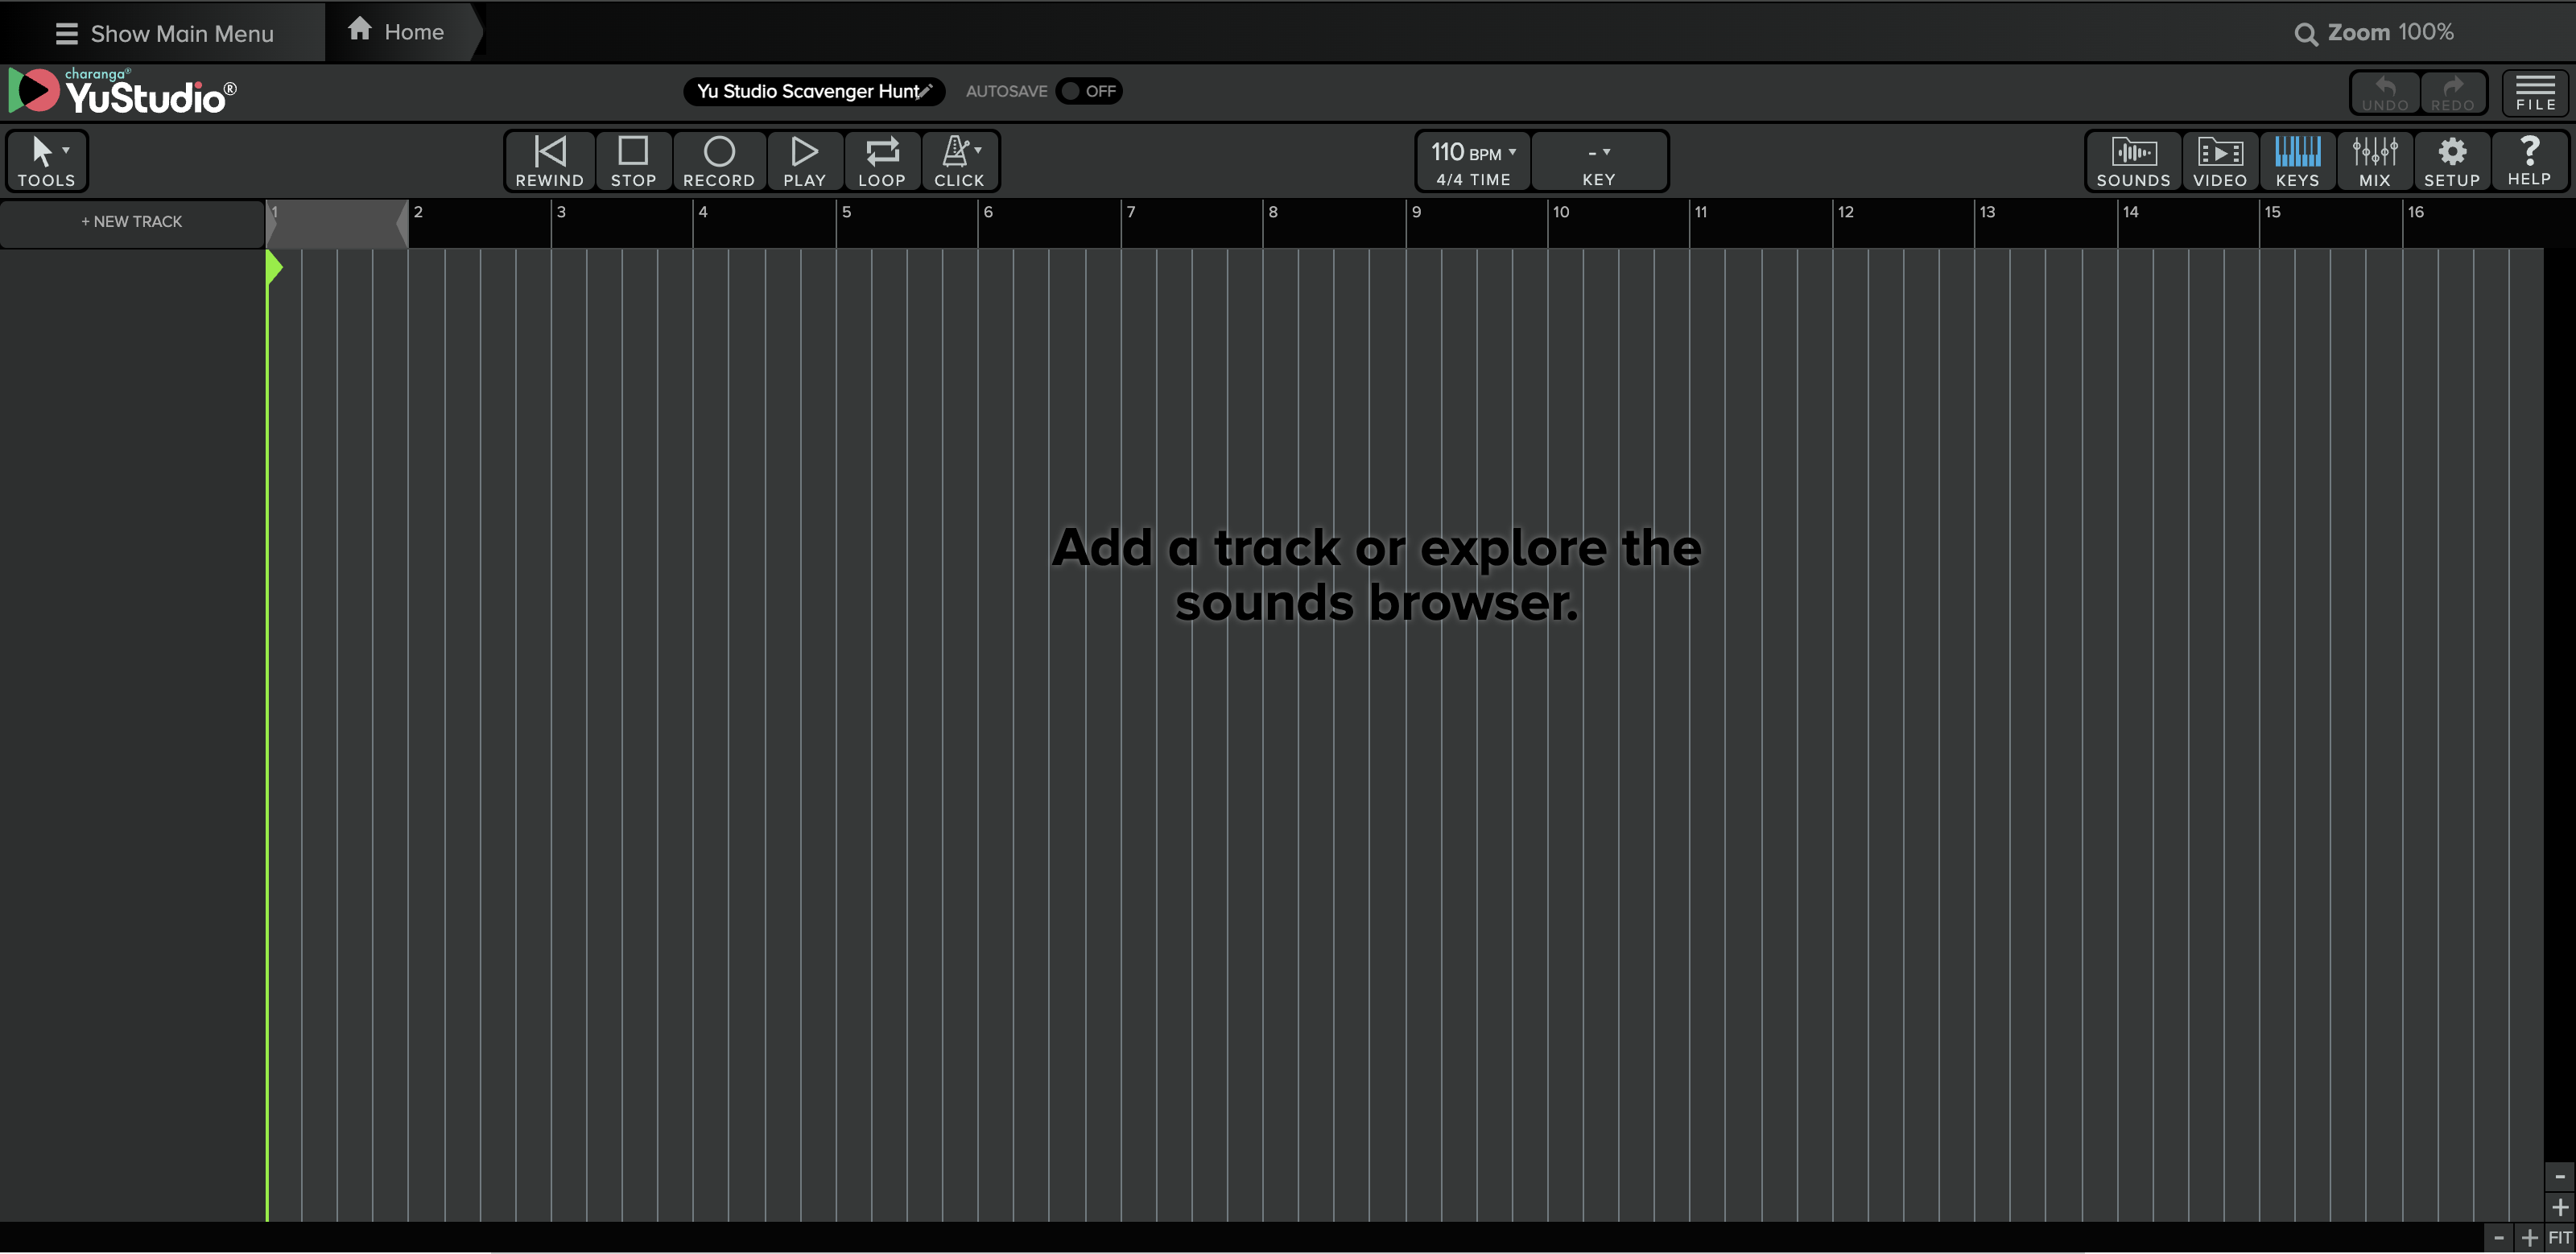 Show Main Menu
Home
Zoom 100%
charanga®
YuStudio®
Yu Studio Scavenger Hunt
AUTOSAVE
OFF
UNDO
REDO
FILE
TOOLS
REWIND
STOP
RECORD
PLAY
LOOP
CLICK
110 BPM
4/4 TIME
-
KEY
SOUNDS
VIDEO
KEYS
MIX
SETUP
?
HELP
+ NEW TRACK
1 2 3 4 5 6 7 8 9 10 11 12 13 14 15 16
Add a track or explore the
sounds browser.
-
+
- + FIT